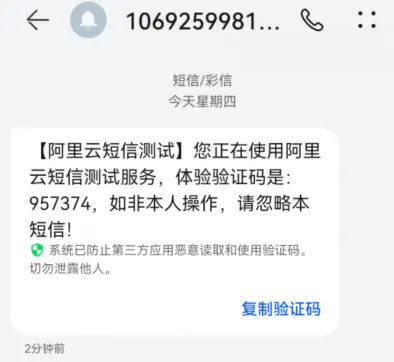 1069259981...
短信/彩信
今天星期四
【阿里云短信测试】您正在使用阿里
云短信测试服务，体验验证码是：
957374，如非本人操作，请忽略本
短信！
系统已防止第三方应用恶意读取和使用验证码。
切勿泄露他人。
复制验证码
2分钟前